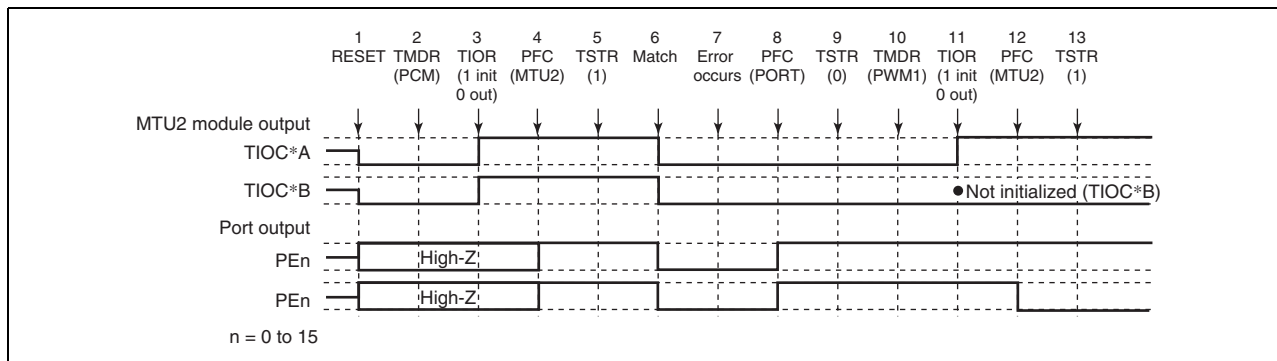 1 2 3 4 5 6 7 8 9 10 11 12 13
RESET TMDR TIOR PFC TSTR Match Error PFC TSTR TMDR TIOR PFC TSTR
(PCM) (1 init (MTU2) (1) occurs (PORT) (0) (PWM1) (1 init (MTU2) (1)
0 out) 0 out)
MTU2 module output
TIOC*A
TIOC*B ●Not initialized (TIOC*B)
Port output
PEn High-Z
PEn High-Z
n = 0 to 15